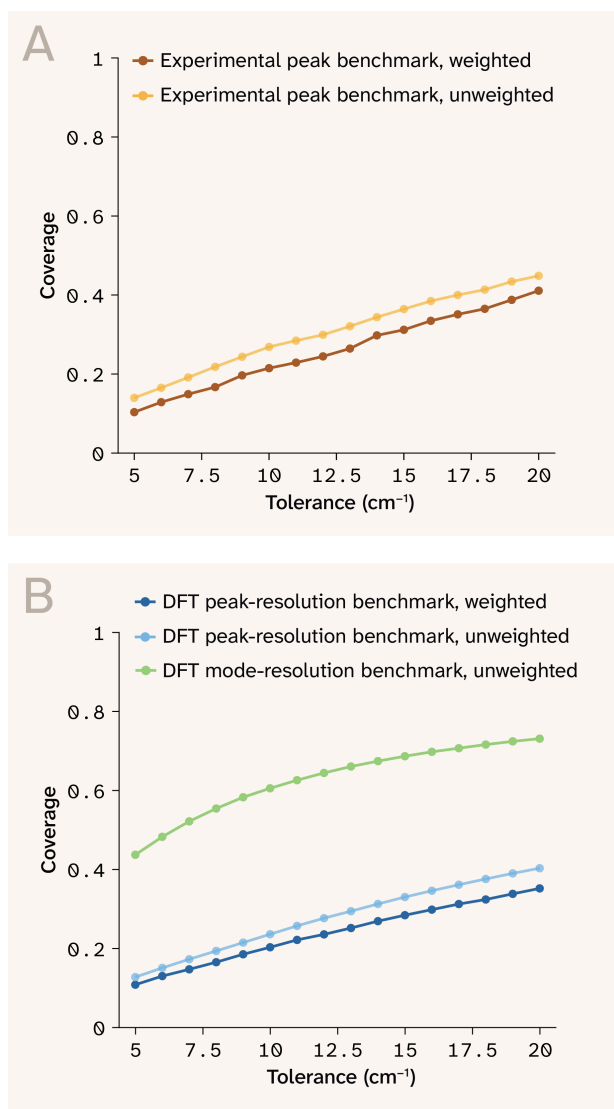 A
Experimental peak benchmark, weighted
Experimental peak benchmark, unweighted
1
0.8
0.6
0.4
0.2
0
Coverage
5 7.5 10 12.5 15 17.5 20
Tolerance (cm⁻¹)
B
DFT peak-resolution benchmark, weighted
DFT peak-resolution benchmark, unweighted
DFT mode-resolution benchmark, unweighted
1
0.8
0.6
0.4
0.2
0
Coverage
5 7.5 10 12.5 15 17.5 20
Tolerance (cm⁻¹)